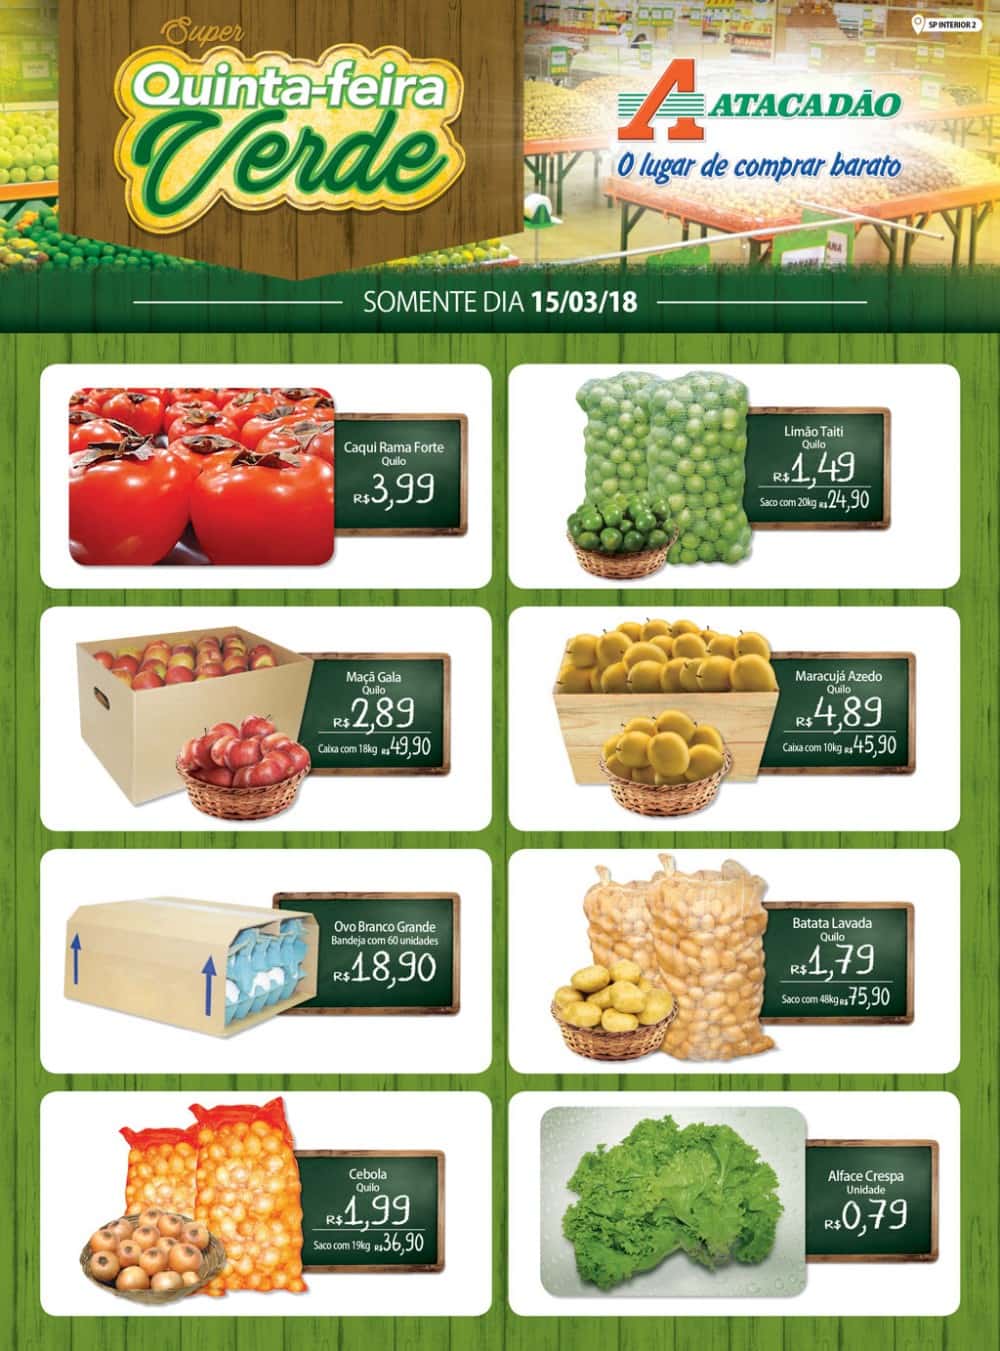 SP INTERIOR 2
Super
Quinta-feira
Verde
ATACADÃO
O lugar de comprar barato
SOMENTE DIA 15/03/18
Caqui Rama Forte
Quilo
R$3,99
Limão Taiti
Quilo
R$1,49
Saco com 20kg R$24,90
Maçã Gala
Quilo
R$2,89
Caixa com 18kg R$49,90
Maracujá Azedo
Quilo
R$4,89
Caixa com 10kg R$45,90
Ovo Branco Grande
Bandeja com 60 unidades
R$18,90
Batata Lavada
Quilo
R$1,79
Saco com 48kg R$75,90
Cebola
Quilo
R$1,99
Saco com 19kg R$36,90
Alface Crespa
Unidade
R$0,79